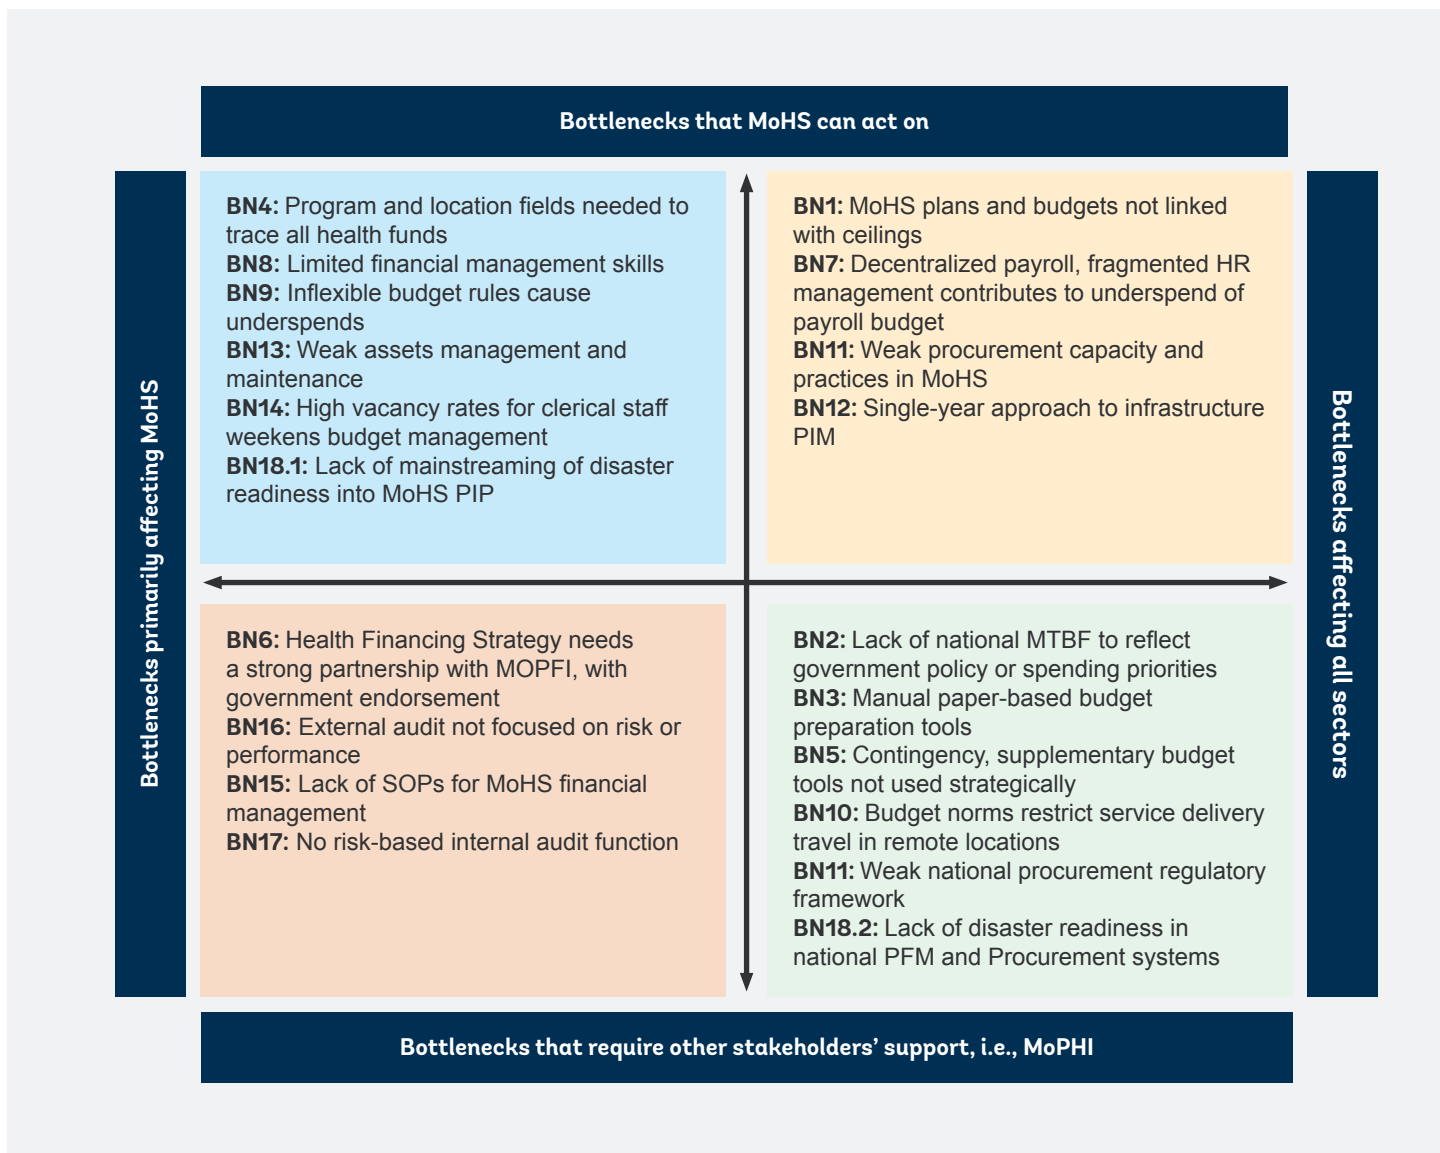 Bottlenecks that MoHS can act on
Bottlenecks primarily affecting MoHS
BN4: Program and location fields needed to
trace all health funds
BN8: Limited financial management skills
BN9: Inflexible budget rules cause
underspends
BN13: Weak assets management and
maintenance
BN14: High vacancy rates for clerical staff
weekens budget management
BN18.1: Lack of mainstreaming of disaster
readiness into MoHS PIP
BN1: MoHS plans and budgets not linked
with ceilings
BN7: Decentralized payroll, fragmented HR
management contributes to underspend of
payroll budget
BN11: Weak procurement capacity and
practices in MoHS
BN12: Single-year approach to infrastructure
PIM
Bottlenecks affecting all sectors
BN6: Health Financing Strategy needs
a strong partnership with MOPFI, with
government endorsement
BN16: External audit not focused on risk or
performance
BN15: Lack of SOPs for MoHS financial
management
BN17: No risk-based internal audit function
BN2: Lack of national MTBF to reflect
government policy or spending priorities
BN3: Manual paper-based budget
preparation tools
BN5: Contingency, supplementary budget
tools not used strategically
BN10: Budget norms restrict service delivery
travel in remote locations
BN11: Weak national procurement regulatory
framework
BN18.2: Lack of disaster readiness in
national PFM and Procurement systems
Bottlenecks that require other stakeholders’ support, i.e., MoPHI